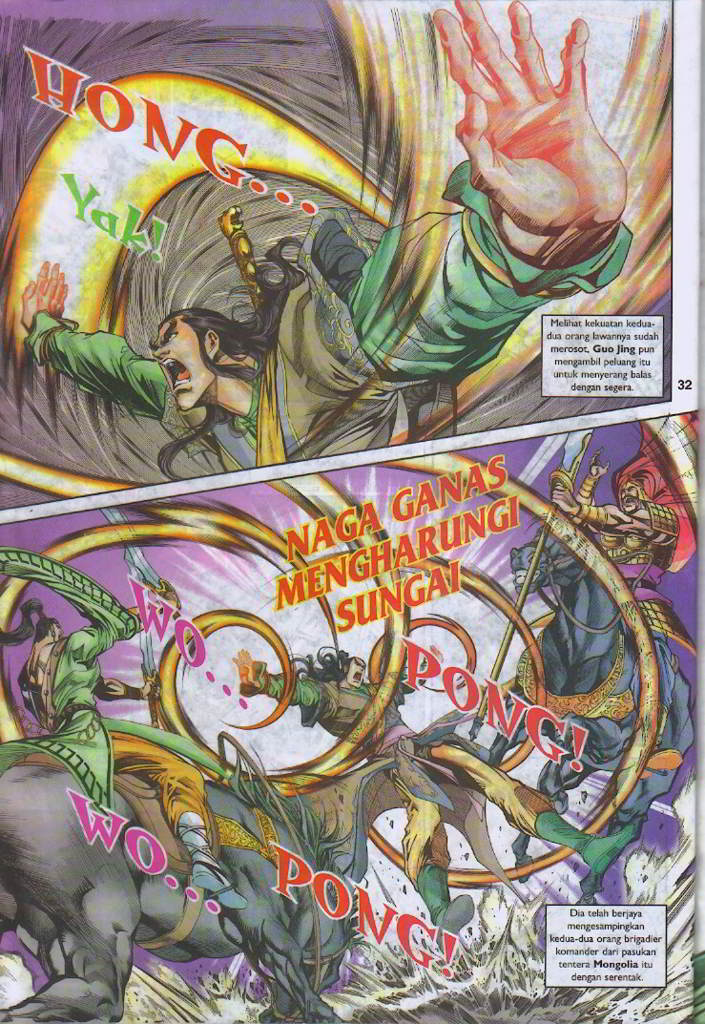 HONG...
Yak!
Melihat kekuatan kedua-
dua orang lawannya sudah
merosot, Guo Jing pun
mengambil peluang itu
untuk menyerang balas
dengan segera.
32
NAGA GANAS
MENGHARUNGI
SUNGAI
WO...
PONG!
WO...
PONG!
Dia telah berjaya
mengesampingkan
kedua-dua orang brigadier
komander dari pasukan
tentera Mongolia itu
dengan serentak.